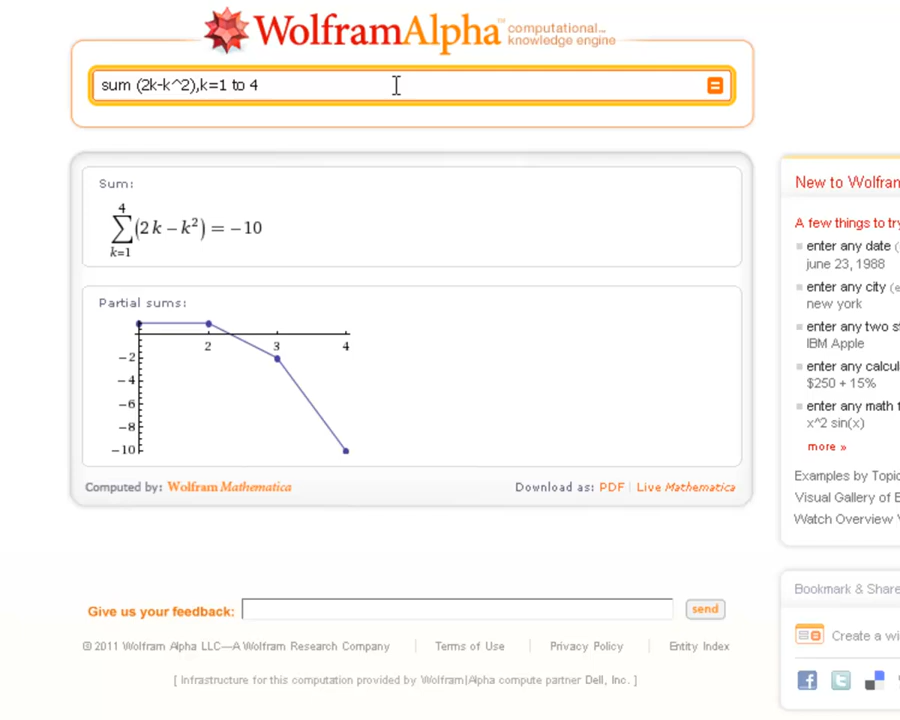 WolframAlpha™ computational... knowledge engine
sum (2k-k^2),k=1 to 4
Sum:
4
∑(2 k − k²) = −10
k=1
Partial sums:
2 3 4
−2
−4
−6
−8
−10
Computed by: Wolfram Mathematica
Download as: PDF | Live Mathematica
Give us your feedback:
send
© 2011 Wolfram Alpha LLC—A Wolfram Research Company | Terms of Use | Privacy Policy | Entity Index
[ Infrastructure for this computation provided by Wolfram|Alpha compute partner Dell, Inc. ]
New to Wolfran
A few things to try
enter any date (
june 23, 1988
enter any city (e
new york
enter any two st
IBM Apple
enter any calcul
$250 + 15%
enter any math f
x^2 sin(x)
more »
Examples by Topic
Visual Gallery of E
Watch Overview V
Bookmark & Share
Create a wi